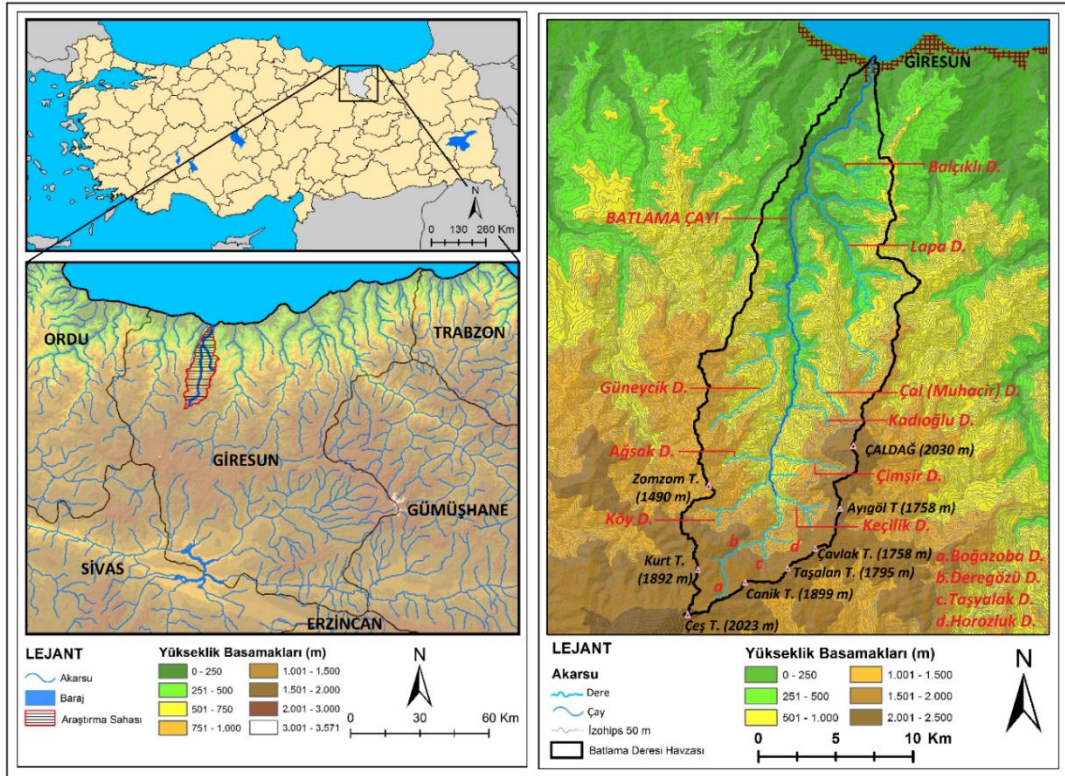 N
0 130 260 Km
ORDU
TRABZON
GİRESUN
GÜMÜŞHANE
SİVAS
ERZİNCAN
LEJANT
Akarsu
Baraj
Araştırma Sahası
Yükseklik Basamakları (m)
0 - 250
251 - 500
501 - 750
751 - 1.000
1.001 - 1.500
1.501 - 2.000
2.001 - 3.000
3.001 - 3.571
N
0 30 60 Km
GİRESUN
Balçıklı D.
BATLAMA ÇAYI
Lapa D.
Güneycik D.
Çal (Muhacir) D.
Kadıoğlu D.
ÇALDAĞ (2030 m)
Ağsak D.
Çimşir D.
Zomzom T.
(1490 m)
Ayıgöl T (1758 m)
Köy D.
Keçilik D.
b
d
c
a
Çavlak T. (1758 m)
Kurt T.
(1892 m)
Taşalan T. (1795 m)
Canik T. (1899 m)
Çeş T. (2023 m)
a.Boğazoba D.
b.Deregözü D.
c.Taşyalak D.
d.Horozluk D.
LEJANT
Akarsu
Dere
Çay
İzohips 50 m
Batlama Deresi Havzası
Yükseklik Basamakları (m)
0 - 250
251 - 500
501 - 1.000
1.001 - 1.500
1.501 - 2.000
2.001 - 2.500
0 5 10 Km
N